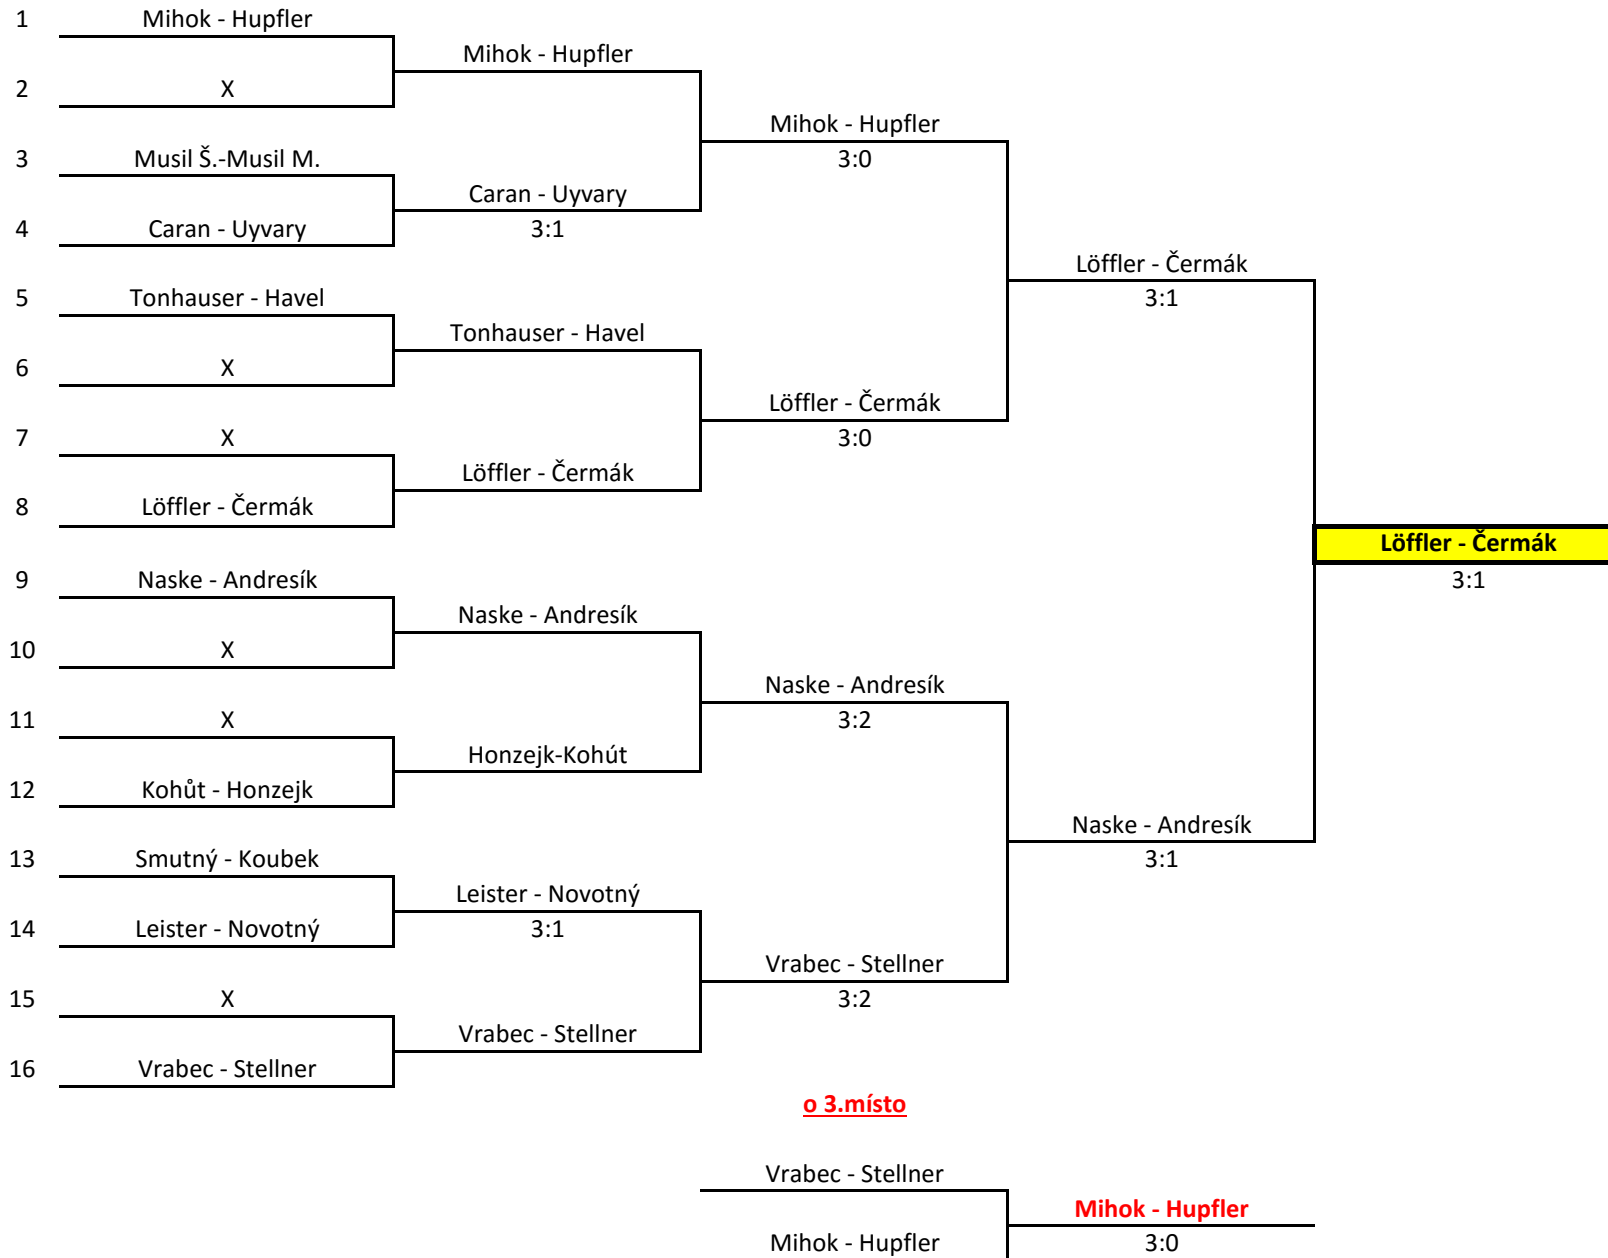 1 Mihok - Hupfler
Mihok - Hupfler
2 X
Mihok - Hupfler
3 Musil Š.-Musil M.
3:0
Caran - Uyvary
4 Caran - Uyvary
3:1
Löffler - Čermák
5 Tonhauser - Havel
3:1
Tonhauser - Havel
6 X
Löffler - Čermák
7 X
3:0
Löffler - Čermák
8 Löffler - Čermák
Löffler - Čermák
9 Naske - Andresík
3:1
Naske - Andresík
10 X
Naske - Andresík
11 X
3:2
Honzejk-Kohút
12 Kohůt - Honzejk
Naske - Andresík
13 Smutný - Koubek
3:1
Leister - Novotný
14 Leister - Novotný
3:1
Vrabec - Stellner
15 X
3:2
Vrabec - Stellner
16 Vrabec - Stellner
o 3.místo
Vrabec - Stellner
Mihok - Hupfler
Mihok - Hupfler
3:0